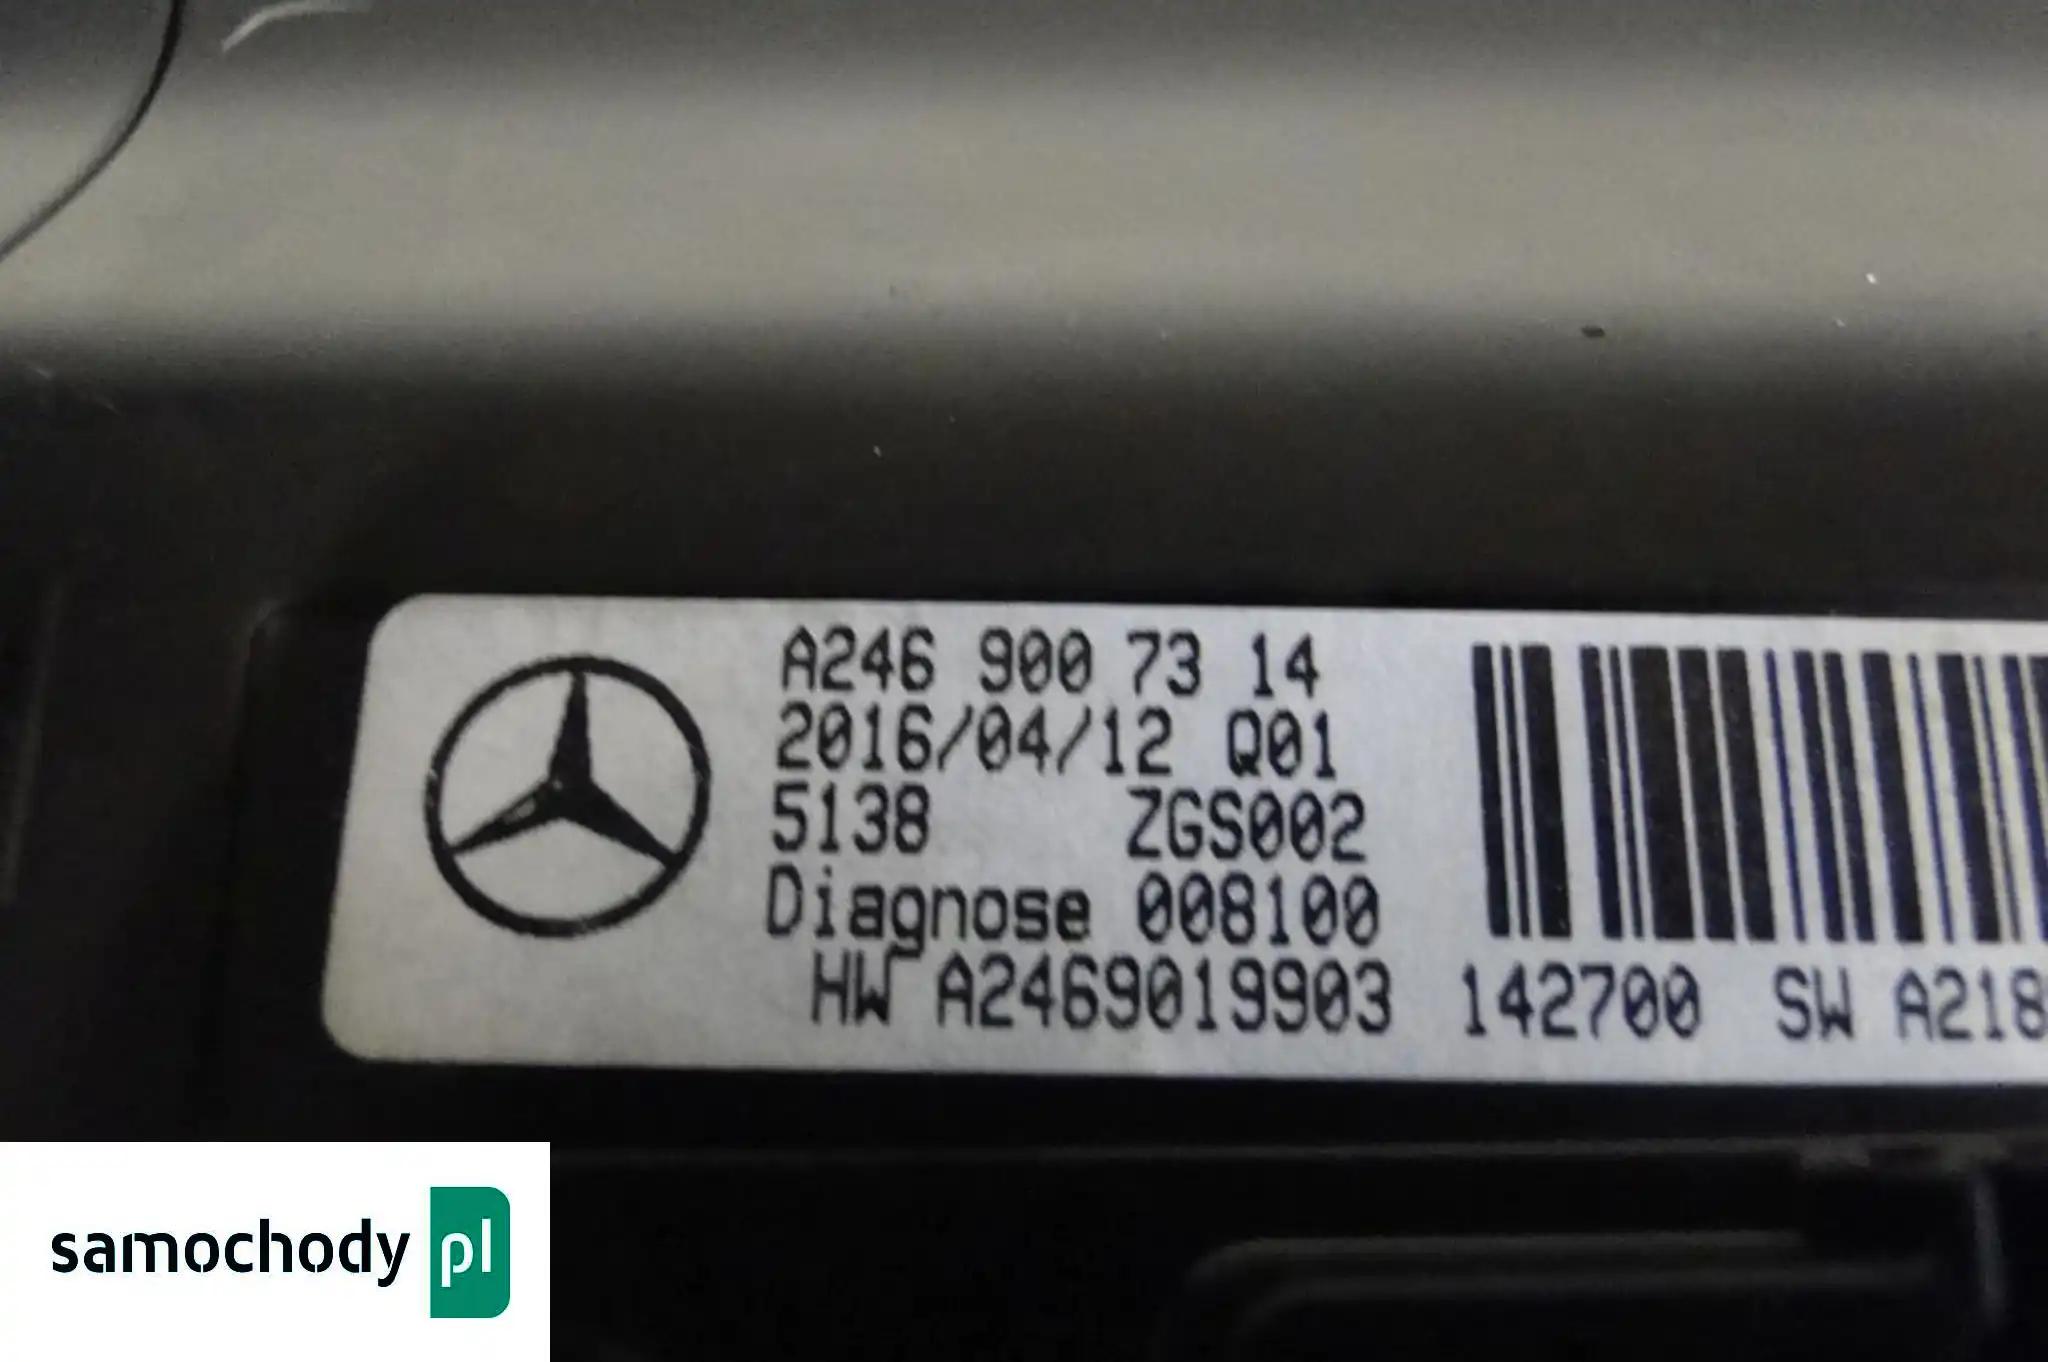 A246 900 73 14
2016/04/12 Q01
5138 ZGS002
Diagnose 008100
HW A2469019903 142700 SW A218
samochody pl